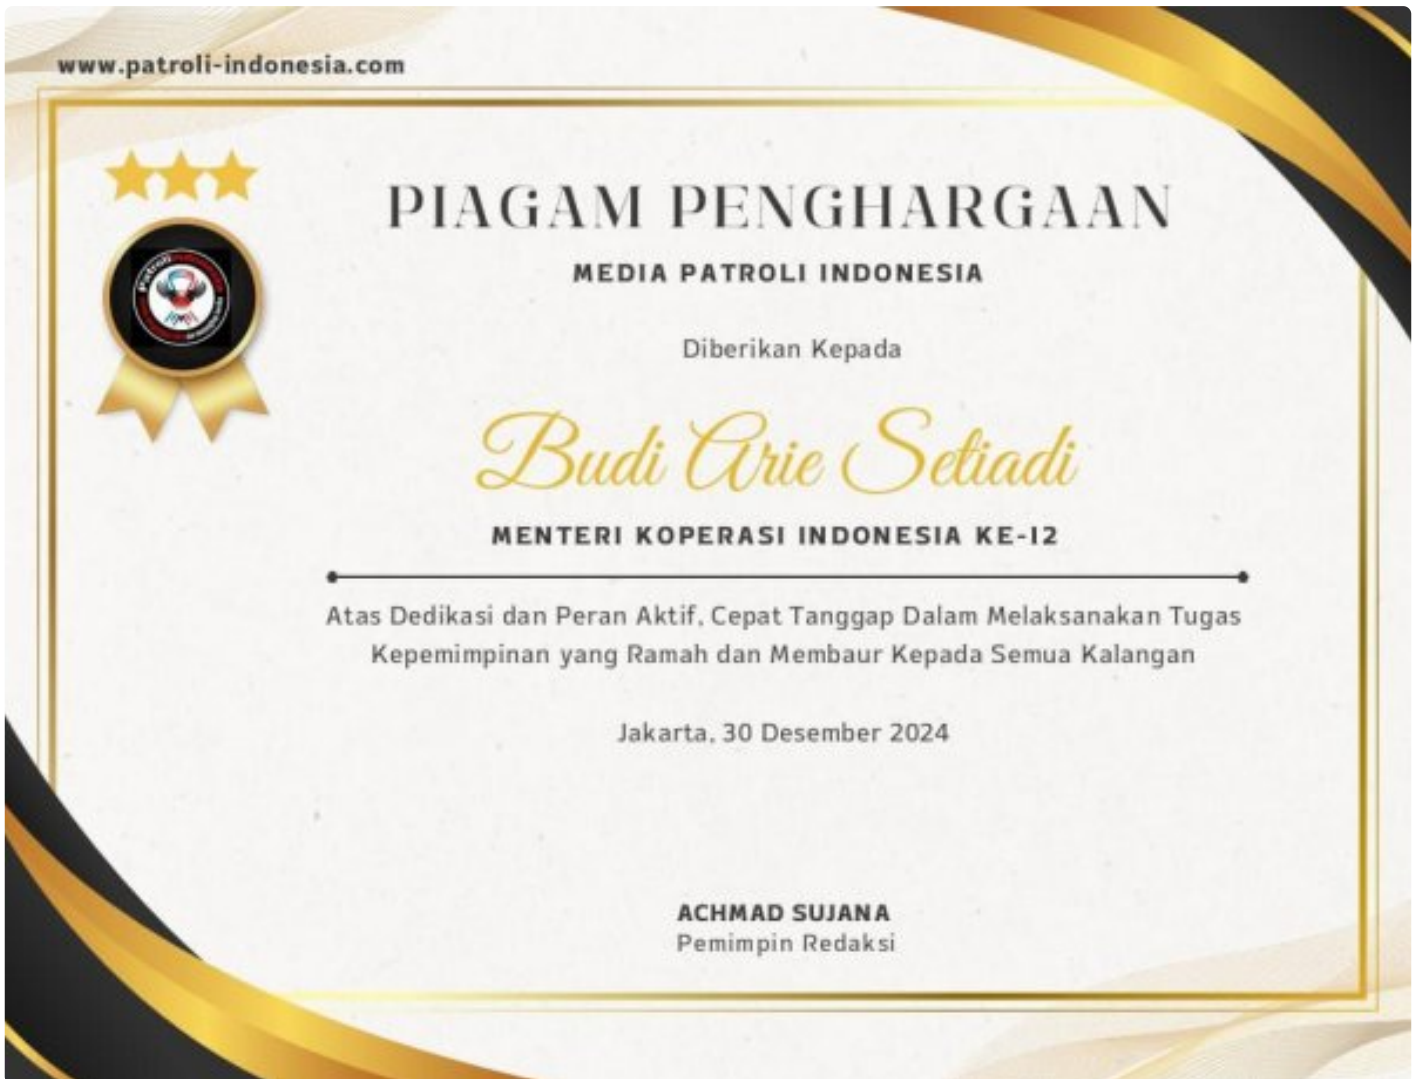 www.patroli-indonesia.com
PIAGAM PENGHARGAAN
MEDIA PATROLI INDONESIA
Patroli
Diberikan Kepada
Budi Arie Setiadi
MENTERI KOPERASI INDONESIA KE-12
Atas Dedikasi dan Peran Aktif, Cepat Tanggap Dalam Melaksanakan Tugas
Kepemimpinan yang Ramah dan Membaur Kepada Semua Kalangan
Jakarta, 30 Desember 2024
ACHMAD SUJANA
Pemimpin Redaksi